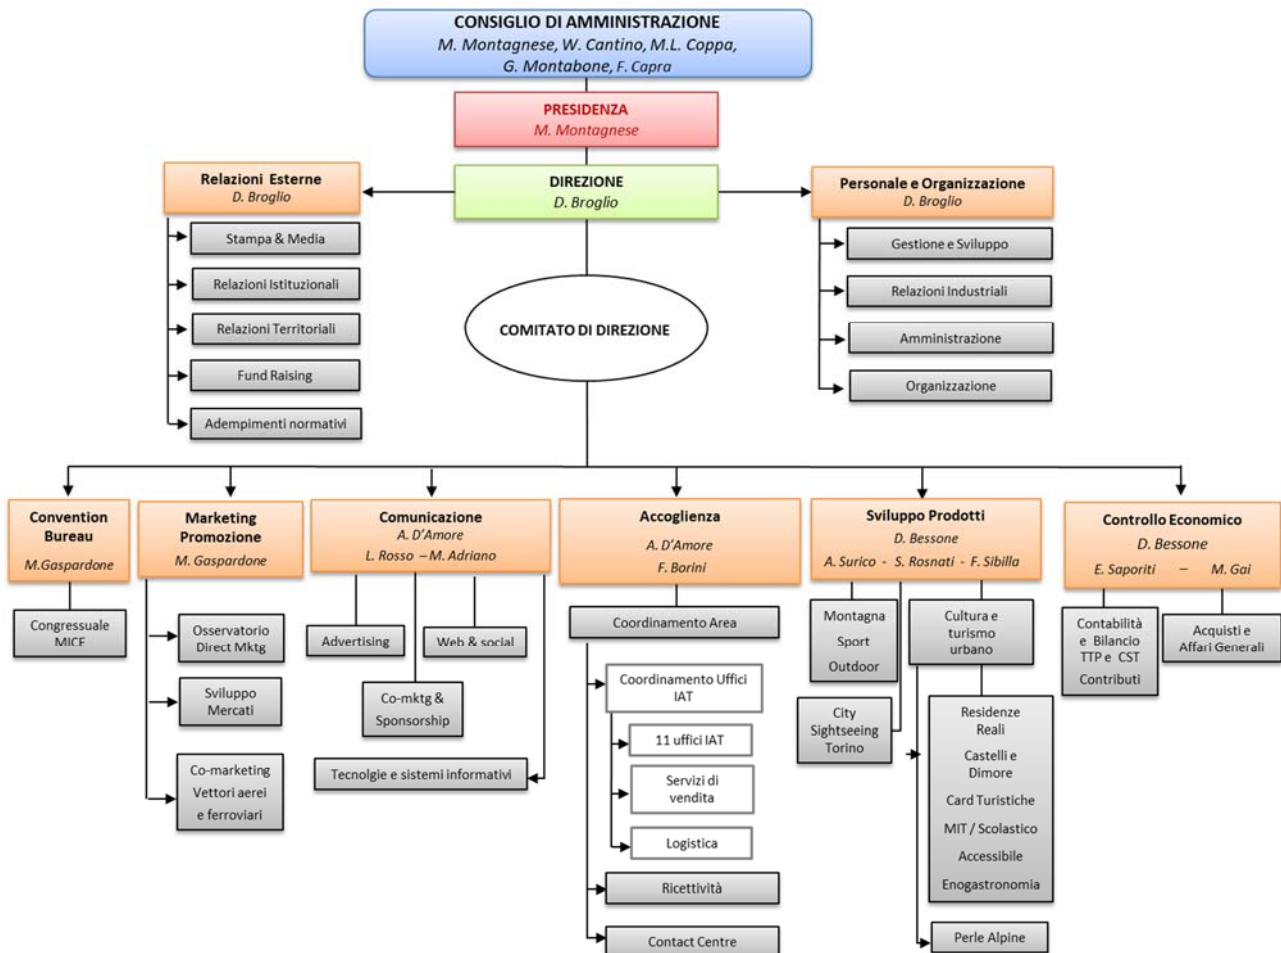 CONSIGLIO DI AMMINISTRAZIONE
M. Montagnese, W. Cantino, M.L. Coppa,
G. Montabone, F. Capra
PRESIDENZA
M. Montagnese
Relazioni Esterne
D. Broglio
DIREZIONE
D. Broglio
Personale e Organizzazione
D. Broglio
Stampa & Media
Relazioni Istituzionali
Relazioni Territoriali
Fund Raising
Adempimenti normativi
Gestione e Sviluppo
Relazioni Industriali
Amministrazione
Organizzazione
COMITATO DI DIREZIONE
Convention
Bureau
M.Gaspardone
Congressuale
MICE
Marketing
Promozione
M. Gaspardone
Osservatorio
Direct Mktg
Sviluppo
Mercati
Co-marketing
Vettori aerei
e ferroviari
Comunicazione
A. D'Amore
L. Rosso – M. Adriano
Advertising
Web & social
Co-mktg &
Sponsorship
Tecnolgie e sistemi informativi
Accoglienza
A. D'Amore
F. Borini
Coordinamento Area
Coordinamento Uffici
IAT
11 uffici IAT
Servizi di
vendita
Logistica
Ricettività
Contact Centre
Sviluppo Prodotti
D. Bessone
A. Surico - S. Rosnati - F. Sibilla
Montagna
Sport
Outdoor
City
Sightseeing
Torino
Cultura e
turismo
urbano
Residenze
Reali
Castelli e
Dimore
Card Turistiche
MIT / Scolastico
Accessibile
Enogastronomia
Perle Alpine
Controllo Economico
D. Bessone
E. Saporiti – M. Gai
Contabilità
e Bilancio
TTP e CST
Contributi
Acquisti e
Affari Generali